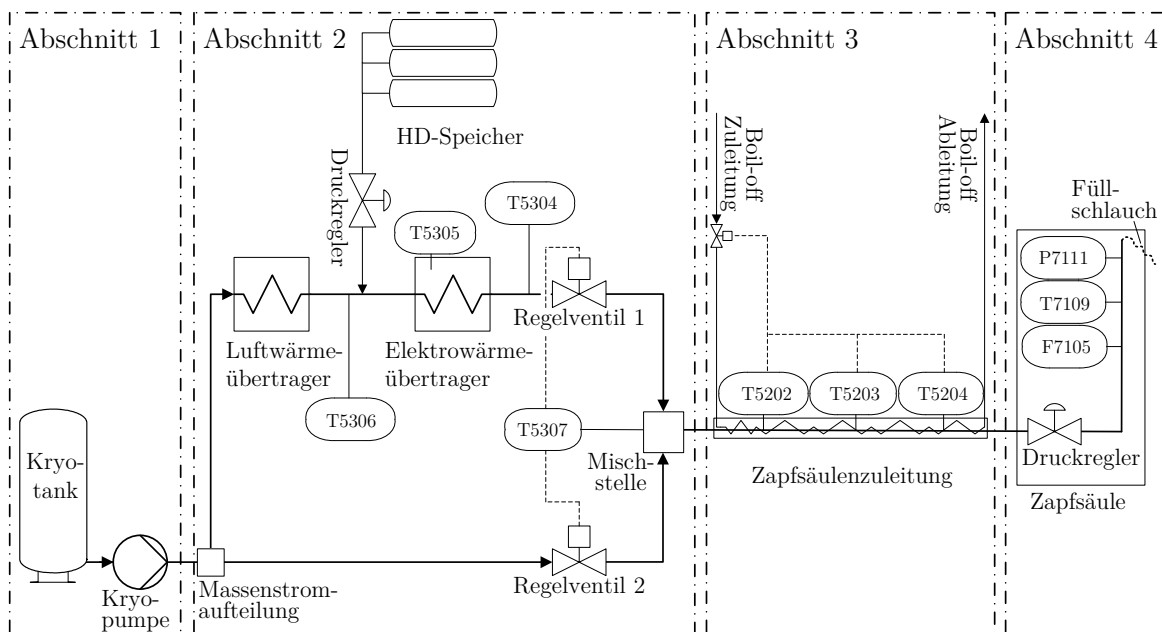 Abschnitt 1
Abschnitt 2
Abschnitt 3
Abschnitt 4
HD-Speicher
Druckregler
T5304
T5305
Regelventil 1
Luftwärme-
übertrager
Elektrowärme-
übertrager
T5306
T5307
Misch-
stelle
Regelventil 2
Massenstrom-
aufteilung
Kryo-
tank
Kryo-
pumpe
Boil-off
Zuleitung
Boil-off
Ableitung
T5202
T5203
T5204
Zapfsäulenzuleitung
Füll-
schlauch
P7111
T7109
F7105
Druckregler
Zapfsäule